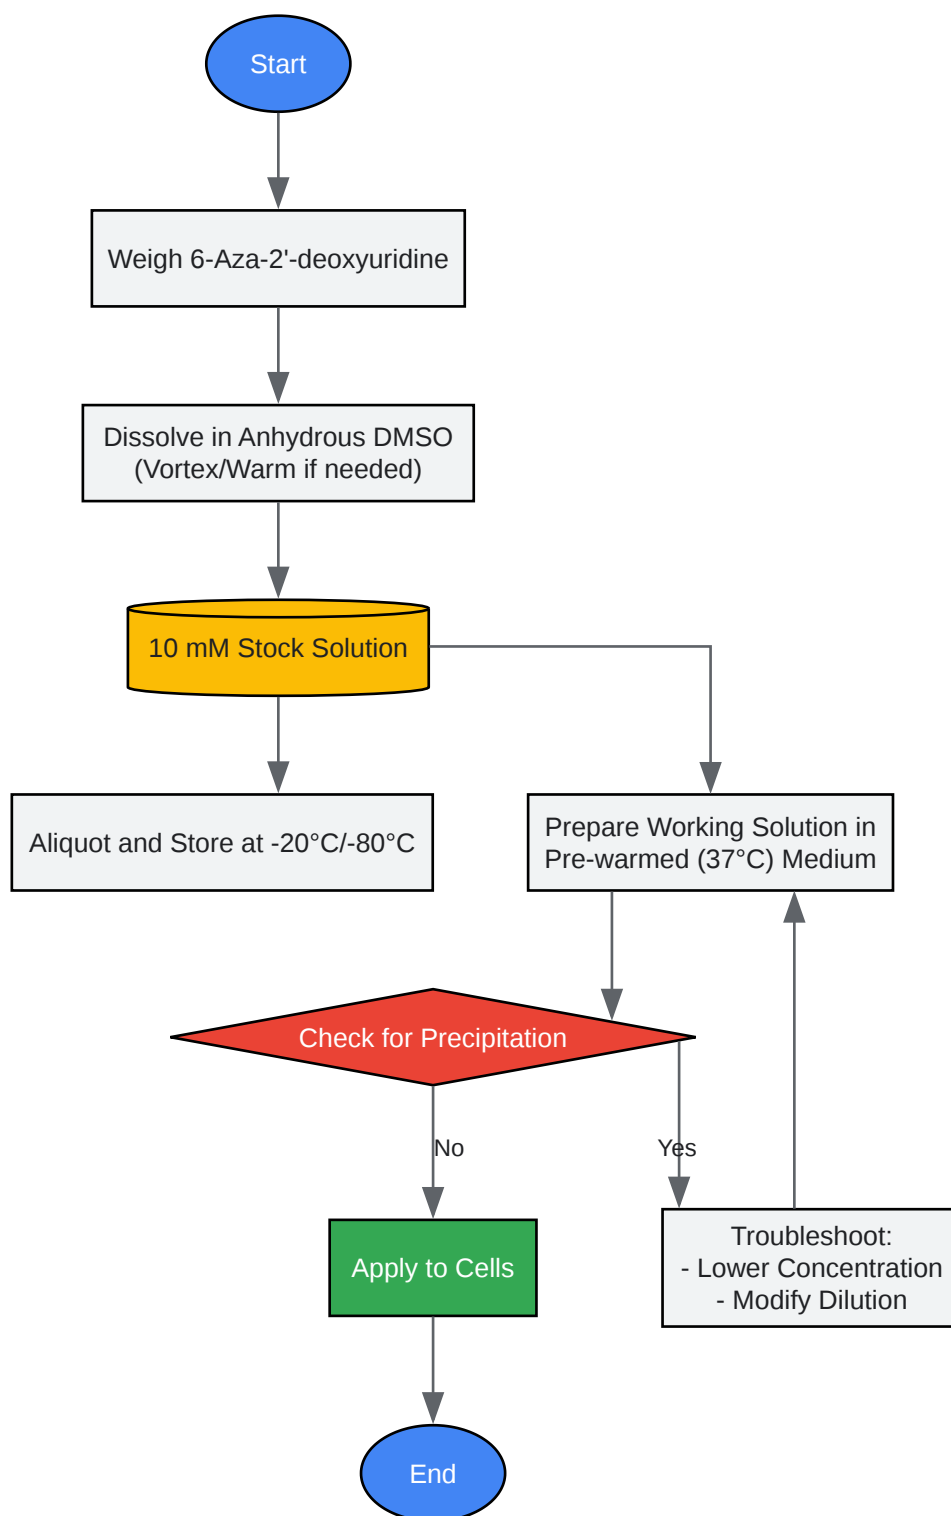 Start
Weigh 6-Aza-2'-deoxyuridine
Dissolve in Anhydrous DMSO
(Vortex/Warm if needed)
10 mM Stock Solution
Aliquot and Store at -20°C/-80°C
Prepare Working Solution in
Pre-warmed (37°C) Medium
Check for Precipitation
No
Yes
Apply to Cells
Troubleshoot:
- Lower Concentration
- Modify Dilution
End